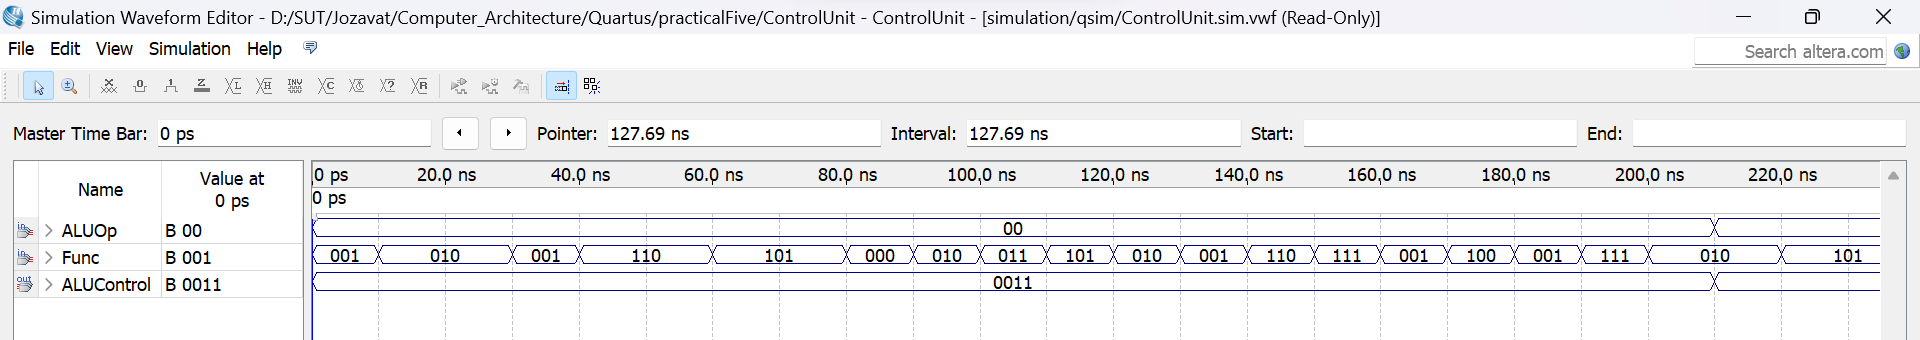 Simulation Waveform Editor - D:/SUT/Jozavat/Computer_Architecture/Quartus/practicalFive/ControlUnit - ControlUnit - [simulation/qsim/ControlUnit.sim.vwf (Read-Only)]
File Edit View Simulation Help
Search altera.com
Master Time Bar: 0 ps Pointer: 127.69 ns Interval: 127.69 ns Start: End:
Name Value at 0 ps
0 ps 20.0 ns 40.0 ns 60.0 ns 80.0 ns 100.0 ns 120.0 ns 140.0 ns 160.0 ns 180.0 ns 200.0 ns 220.0 ns
0 ps
ALUOp B 00 00
Func B 001 001 010 001 110 101 000 010 011 101 010 001 110 111 001 100 001 111 010 101
ALUControl B 0011 0011